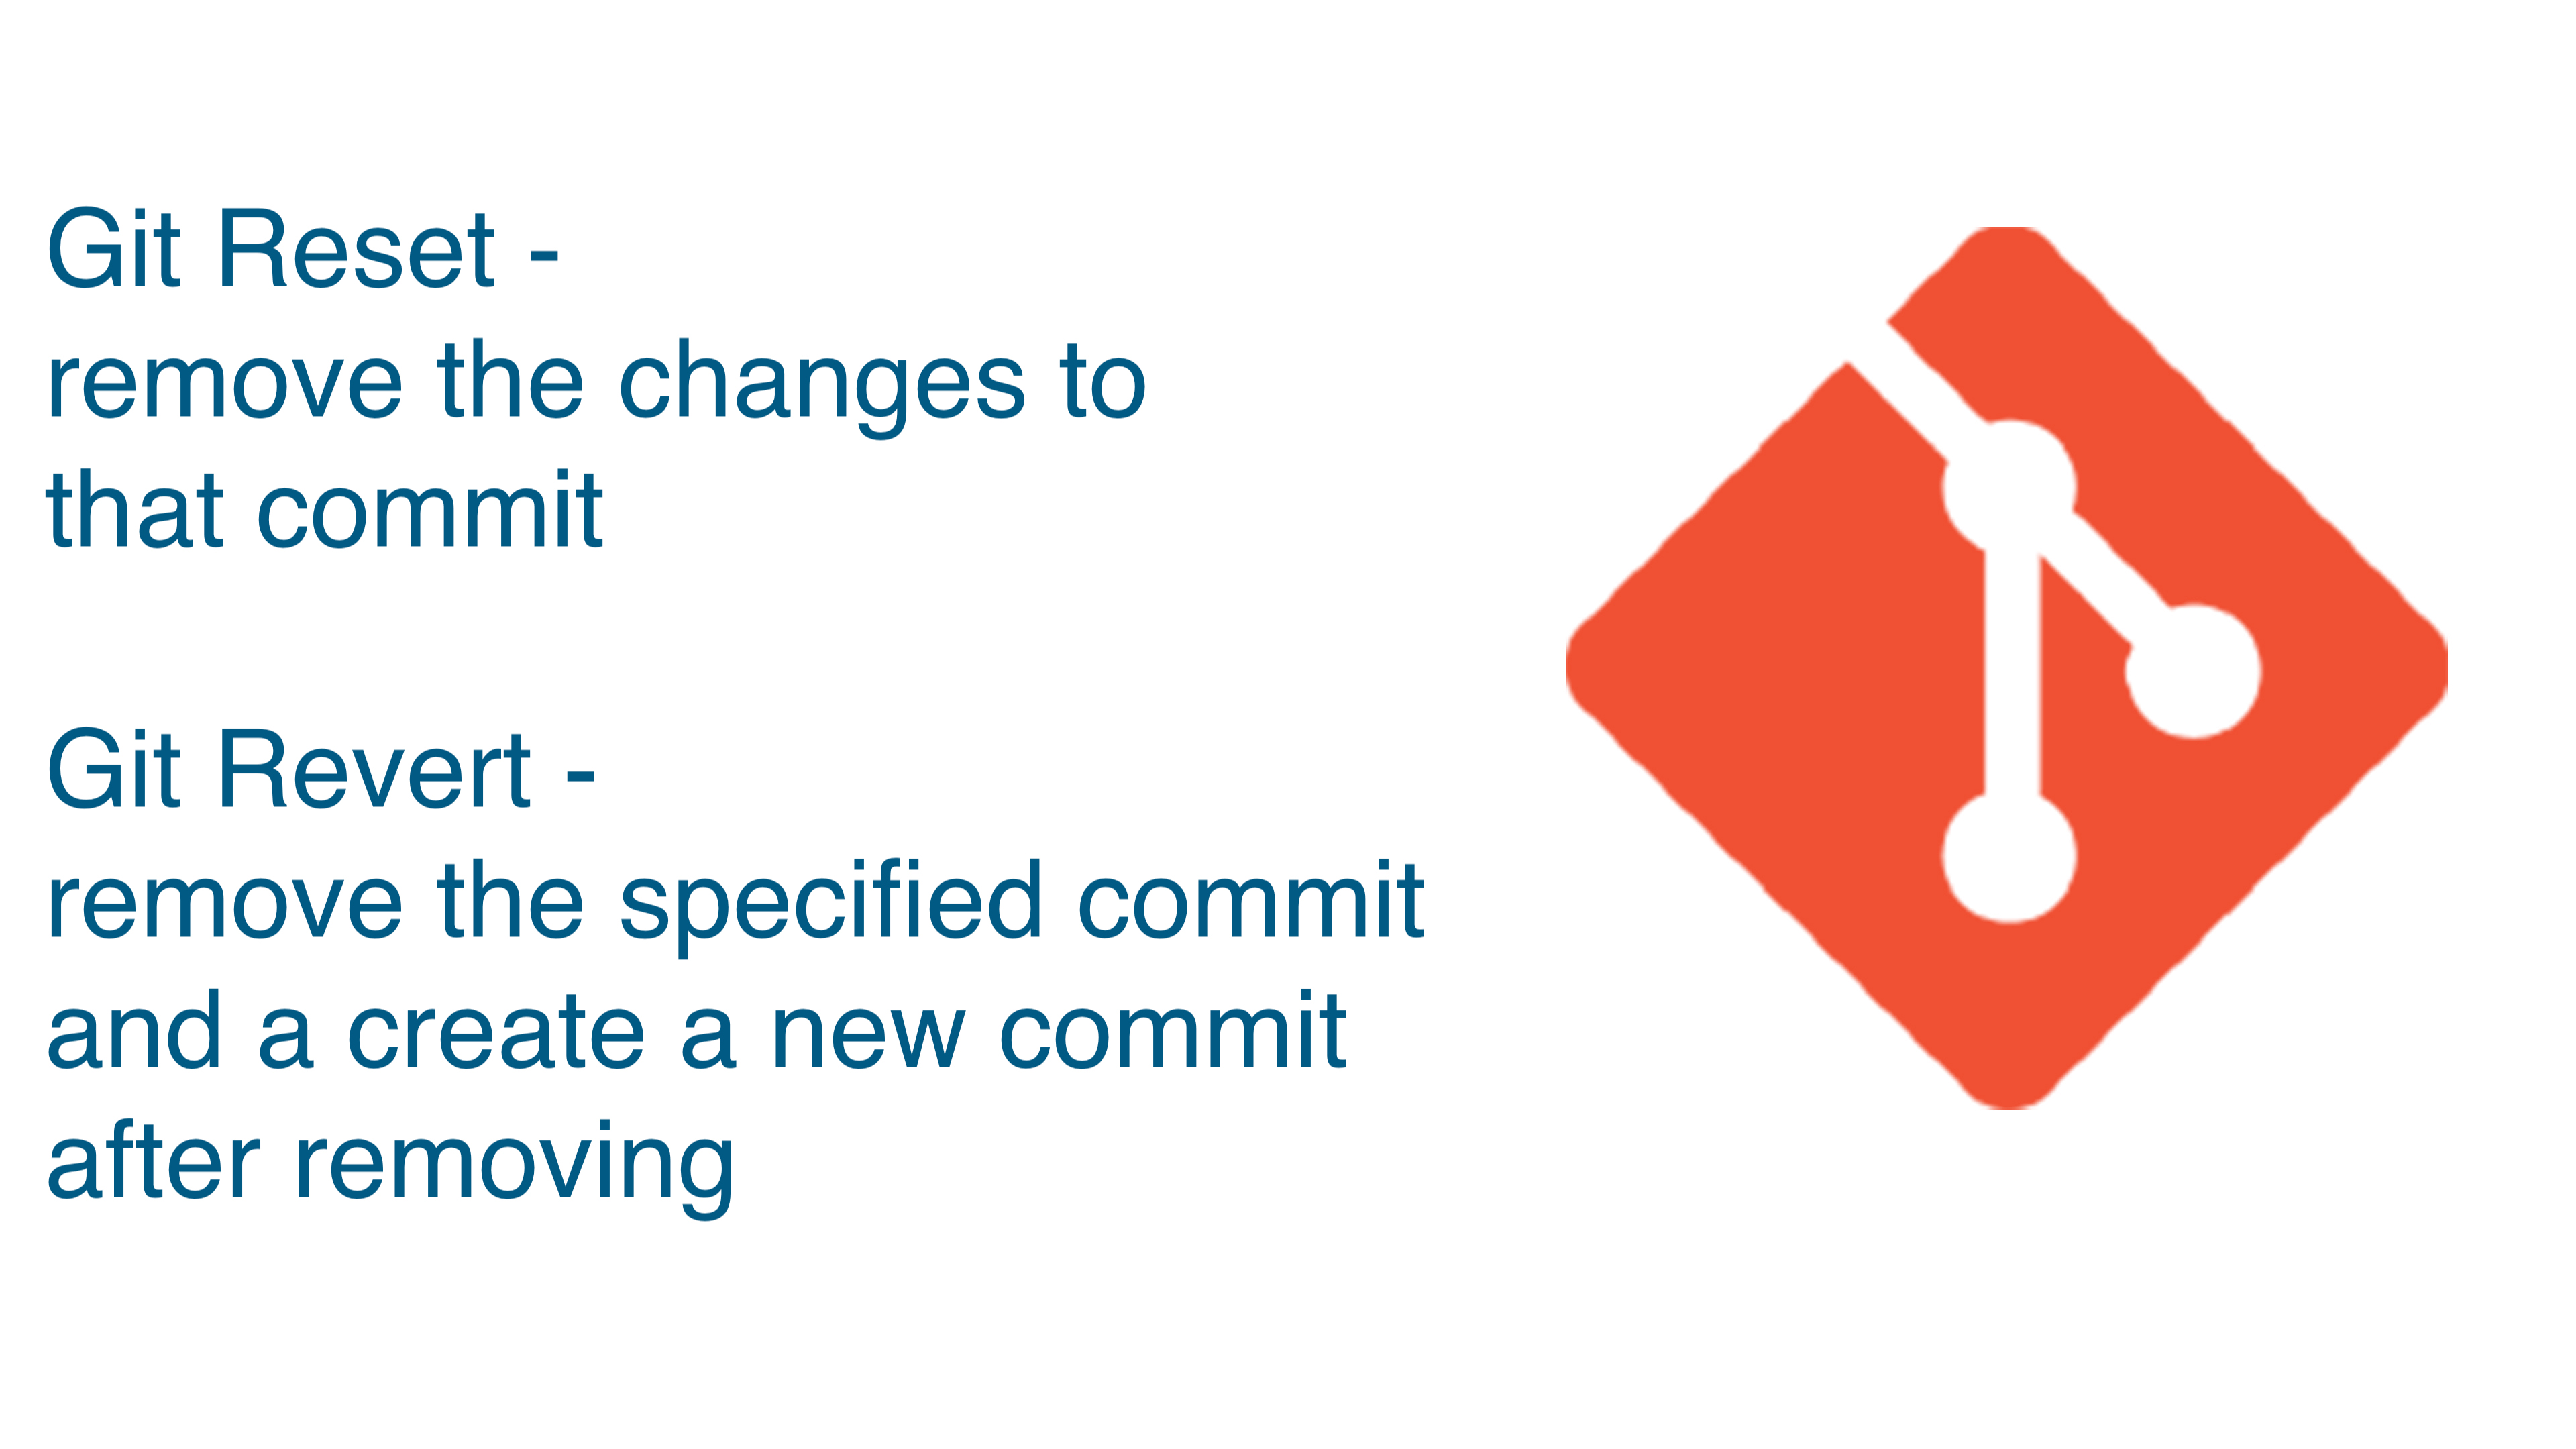 Git Reset -
remove the changes to
that commit
Git Revert -
remove the specified commit
and a create a new commit
after removing